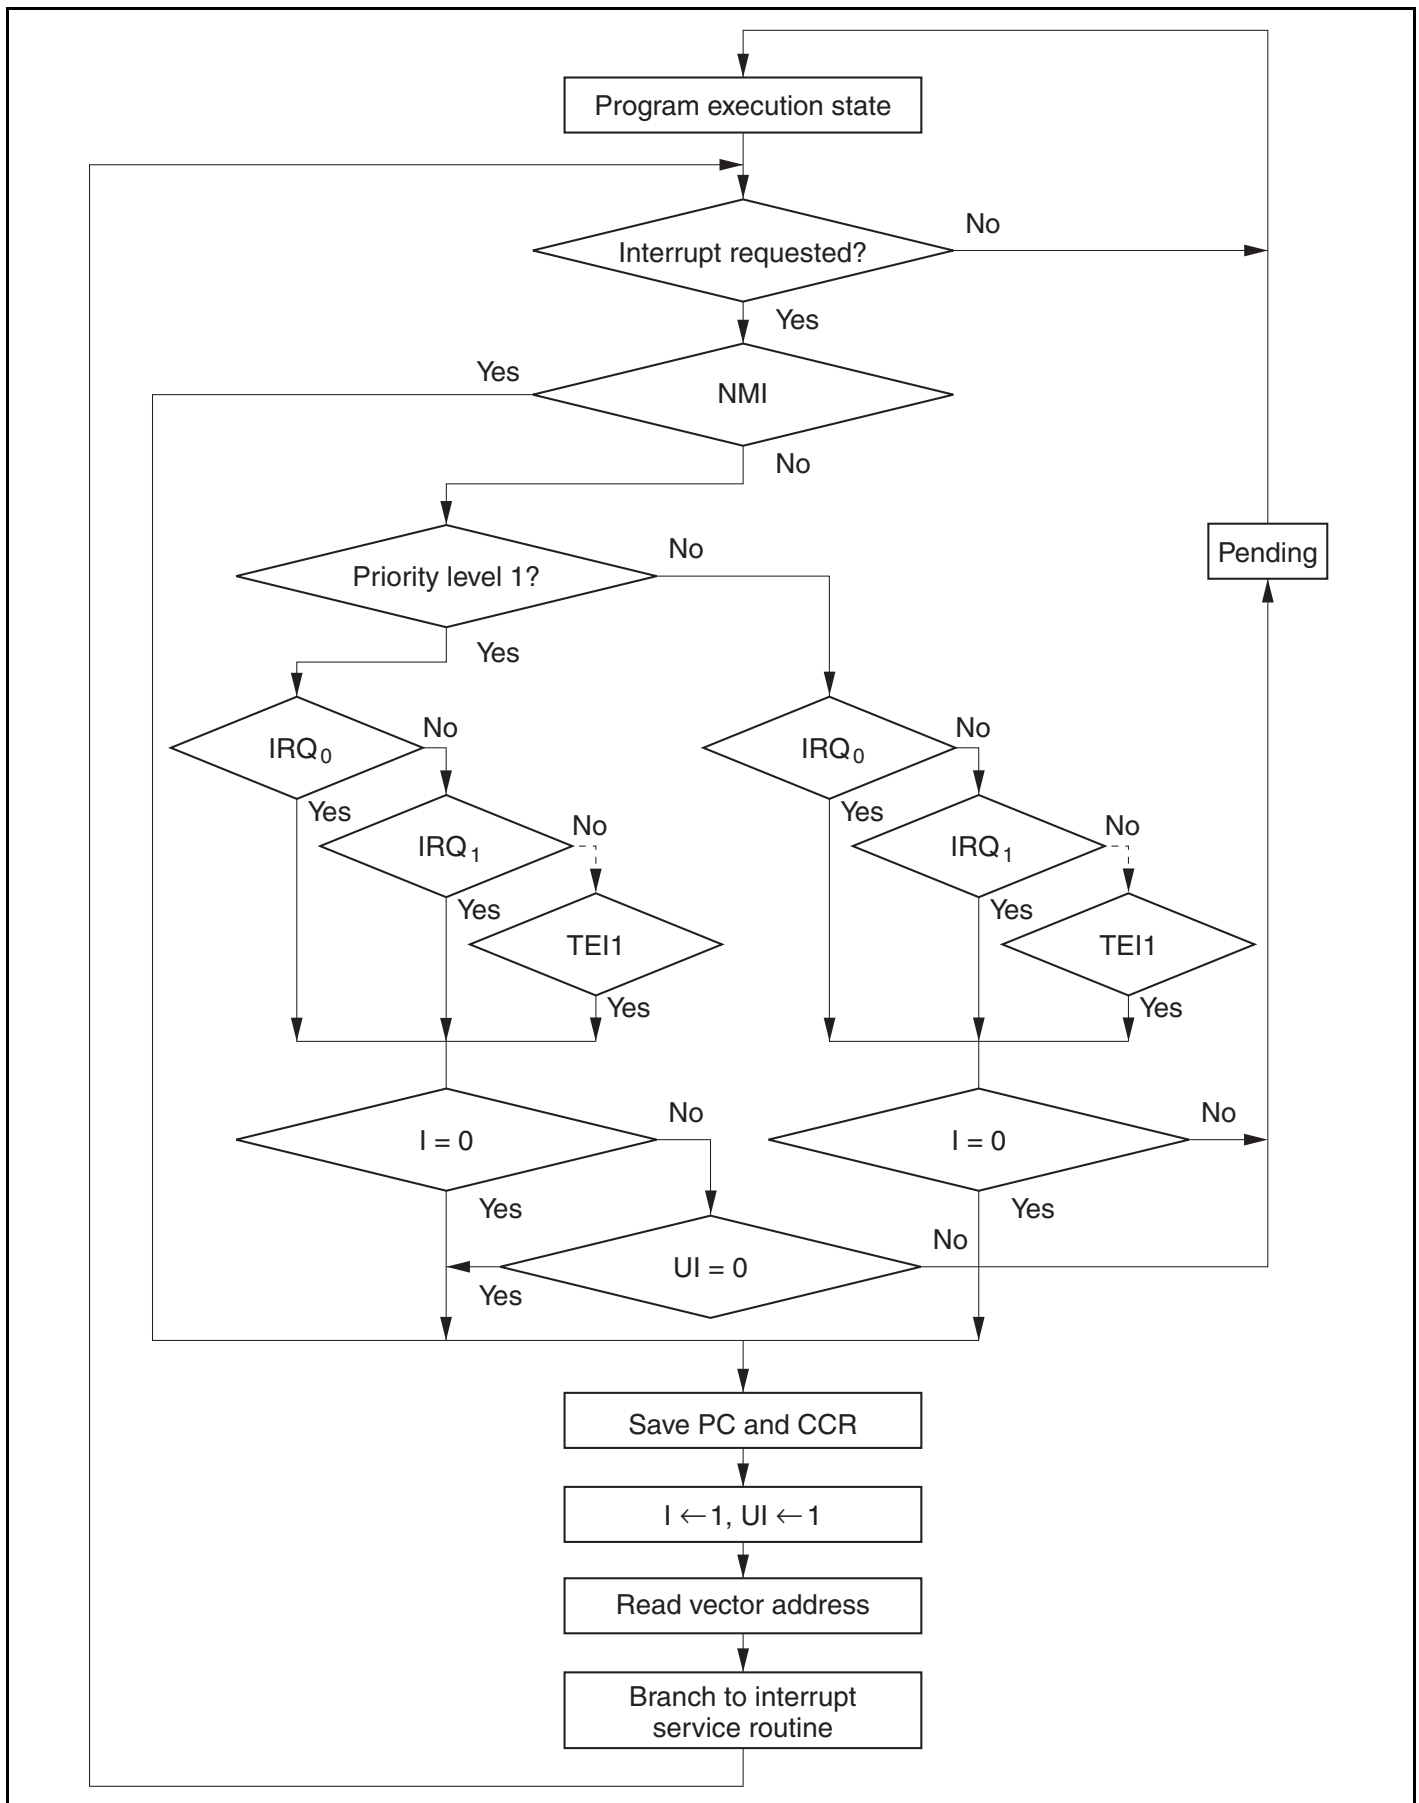 Program execution state
No
Interrupt requested?
Yes
Yes
NMI
No
No
Pending
Priority level 1?
Yes
No
No
IRQ0
IRQ0
Yes
Yes
No
No
IRQ1
IRQ1
Yes
Yes
TEI1
TEI1
Yes
Yes
No
No
I = 0
I = 0
Yes
Yes
No
UI = 0
Yes
Save PC and CCR
I ←1, UI ←1
Read vector address
Branch to interrupt
service routine